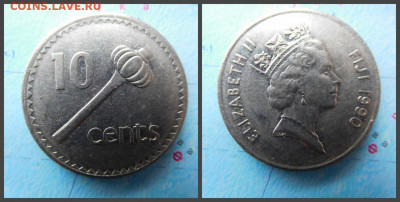 COINS.LAVE.RU
10
cents
ELIZABETH II
FIJI 1990